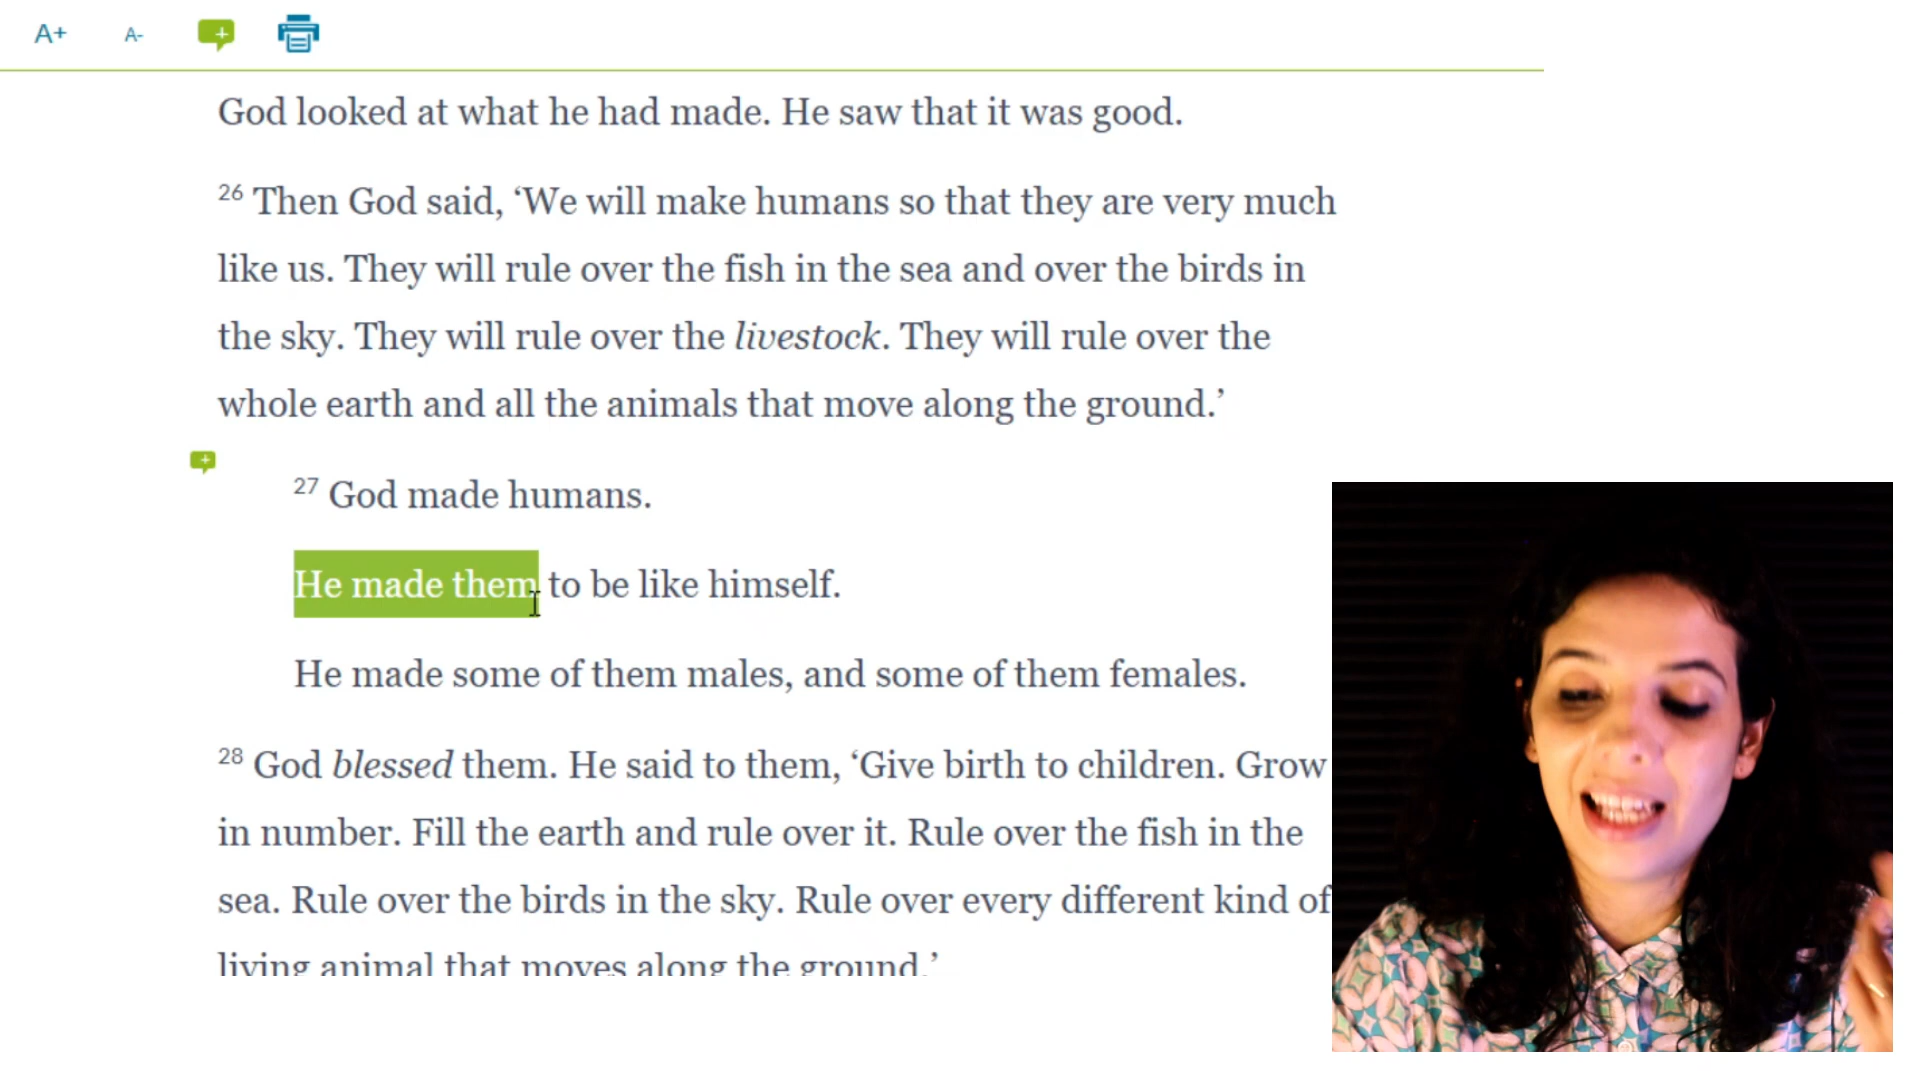 A+ A-
God looked at what he had made. He saw that it was good.
26 Then God said, ‘We will make humans so that they are very much
like us. They will rule over the fish in the sea and over the birds in
the sky. They will rule over the livestock. They will rule over the
whole earth and all the animals that move along the ground.’
27 God made humans.
He made them to be like himself.
He made some of them males, and some of them females.
28 God blessed them. He said to them, ‘Give birth to children. Grow
in number. Fill the earth and rule over it. Rule over the fish in the
sea. Rule over the birds in the sky. Rule over every different kind of
living animal that moves along the ground.’